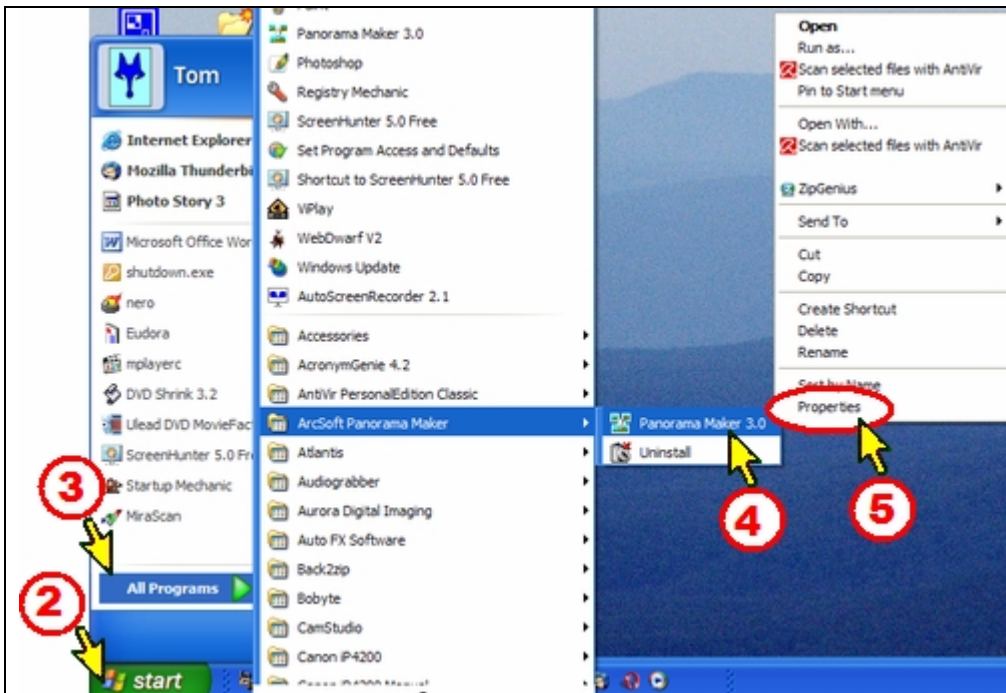 Tom
Internet Explorer
Mozilla Thunderbi
Photo Story 3
Microsoft Office Wor
shutdown.exe
nero
Eudora
mplayerc
DVD Shrink 3.2
Ulead DVD MovieFac
ScreenHunter 5.0 Fr
Startup Mechanic
MiraScan
3
All Programs
2
start
Panorama Maker 3.0
Photoshop
Registry Mechanic
ScreenHunter 5.0 Free
Set Program Access and Defaults
Shortcut to ScreenHunter 5.0 Free
ViPlay
WebDwarf V2
Windows Update
AutoScreenRecorder 2.1
Accessories
AcronymGenie 4.2
AntiVir PersonalEdition Classic
ArcSoft Panorama Maker
Atlantis
Audiograbber
Aurora Digital Imaging
Auto FX Software
Back2zip
Bobyte
CamStudio
Canon iP4200
Canon iP4200 Manual
Panorama Maker 3.0
Uninstall
4
Open
Run as...
Scan selected files with AntiVir
Pin to Start menu
Open With...
Scan selected files with AntiVir
ZipGenius
Send To
Cut
Copy
Create Shortcut
Delete
Rename
Sort by Name
Properties
5